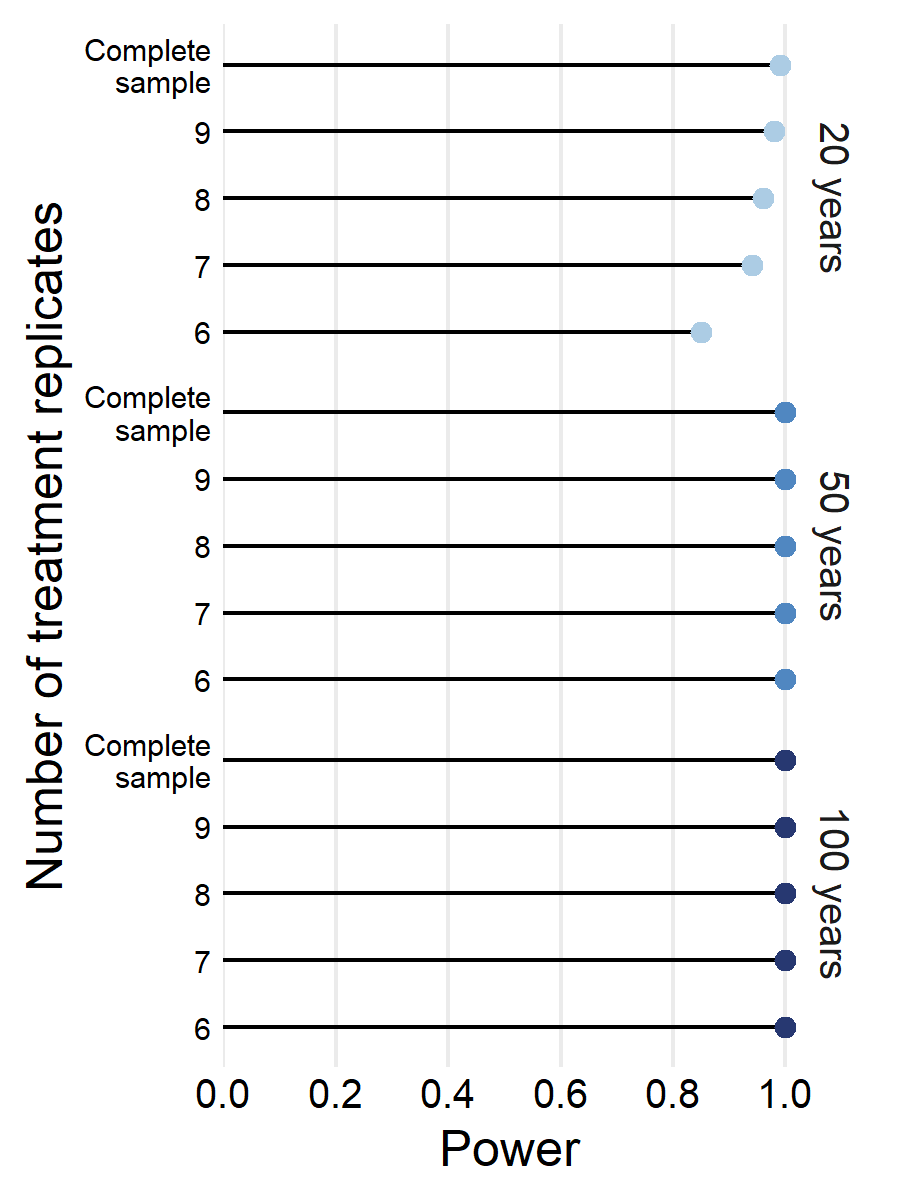 Number of treatment replicates
Complete
sample
9
8
7
6
20 years
Complete
sample
9
8
7
6
50 years
Complete
sample
9
8
7
6
100 years
0.0 0.2 0.4 0.6 0.8 1.0
Power